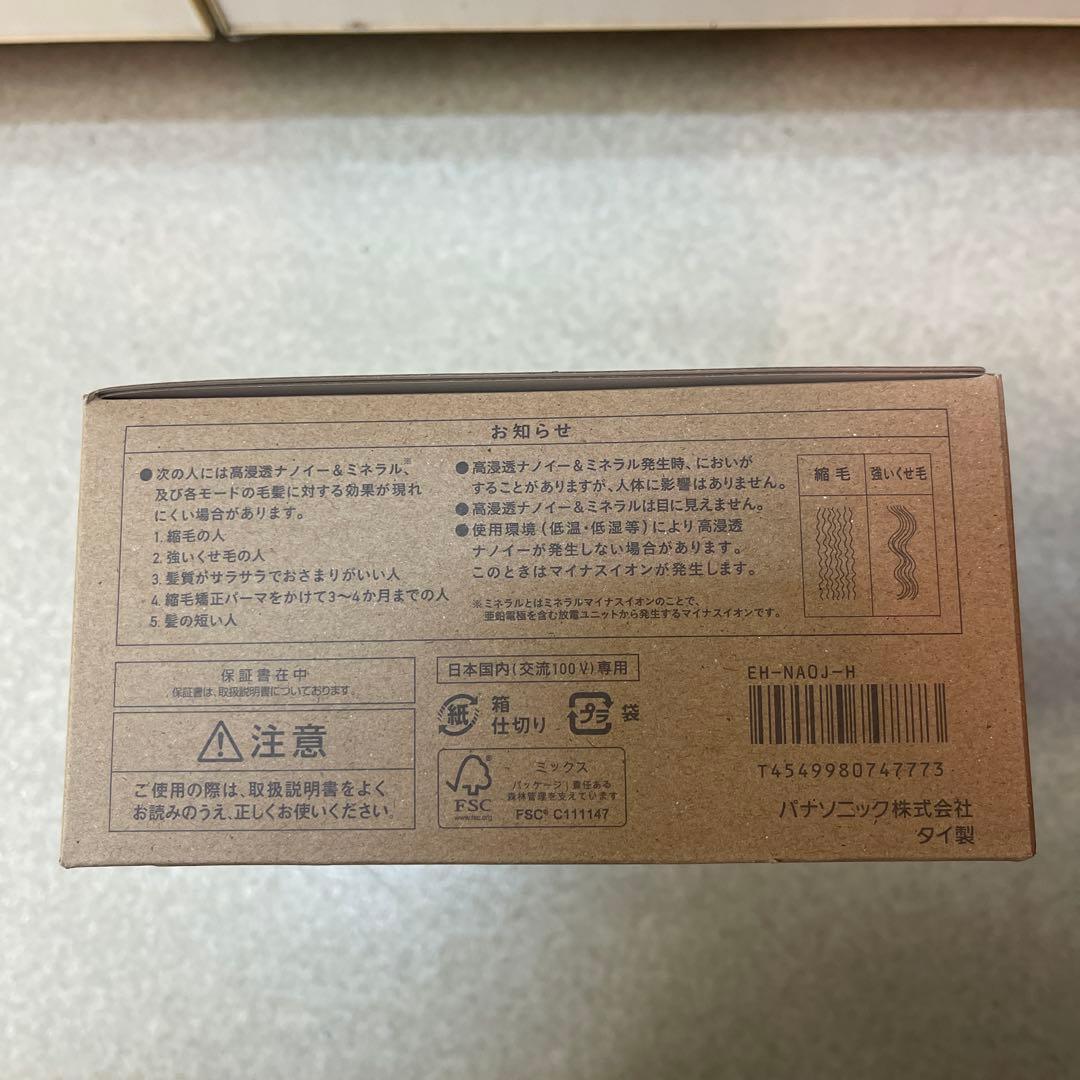 お知らせ
●次の人には高浸透ナノイー＆ミネラル※、
及び各モードの毛髪に対する効果が現れ
にくい場合があります。
1. 縮毛の人
2. 強いくせ毛の人
3. 髪質がサラサラでおさまりがいい人
4. 縮毛矯正パーマをかけて3〜4か月までの人
5. 髪の短い人
●高浸透ナノイー＆ミネラル発生時、においが
することがありますが、人体に影響はありません。
●高浸透ナノイー＆ミネラルは目に見えません。
●使用環境（低温・低湿等）により高浸透
ナノイーが発生しない場合があります。
このときはマイナスイオンが発生します。
※ミネラルとはミネラルマイナスイオンのことで、
亜鉛電極を含む放電ユニットから発生するマイナスイオンです。
縮毛 強いくせ毛
保証書在中
保証書は、取扱説明書についております。
注意
ご使用の際は、取扱説明書をよく
お読みのうえ、正しくお使いください。
日本国内（交流100V）専用
紙 箱
仕切り
プラ 袋
FSC
www.fsc.org
ミックス
パッケージ｜責任ある
森林管理を支えています
FSC® C111147
EH-NA0J-H
T4549980747773
パナソニック株式会社
タイ製